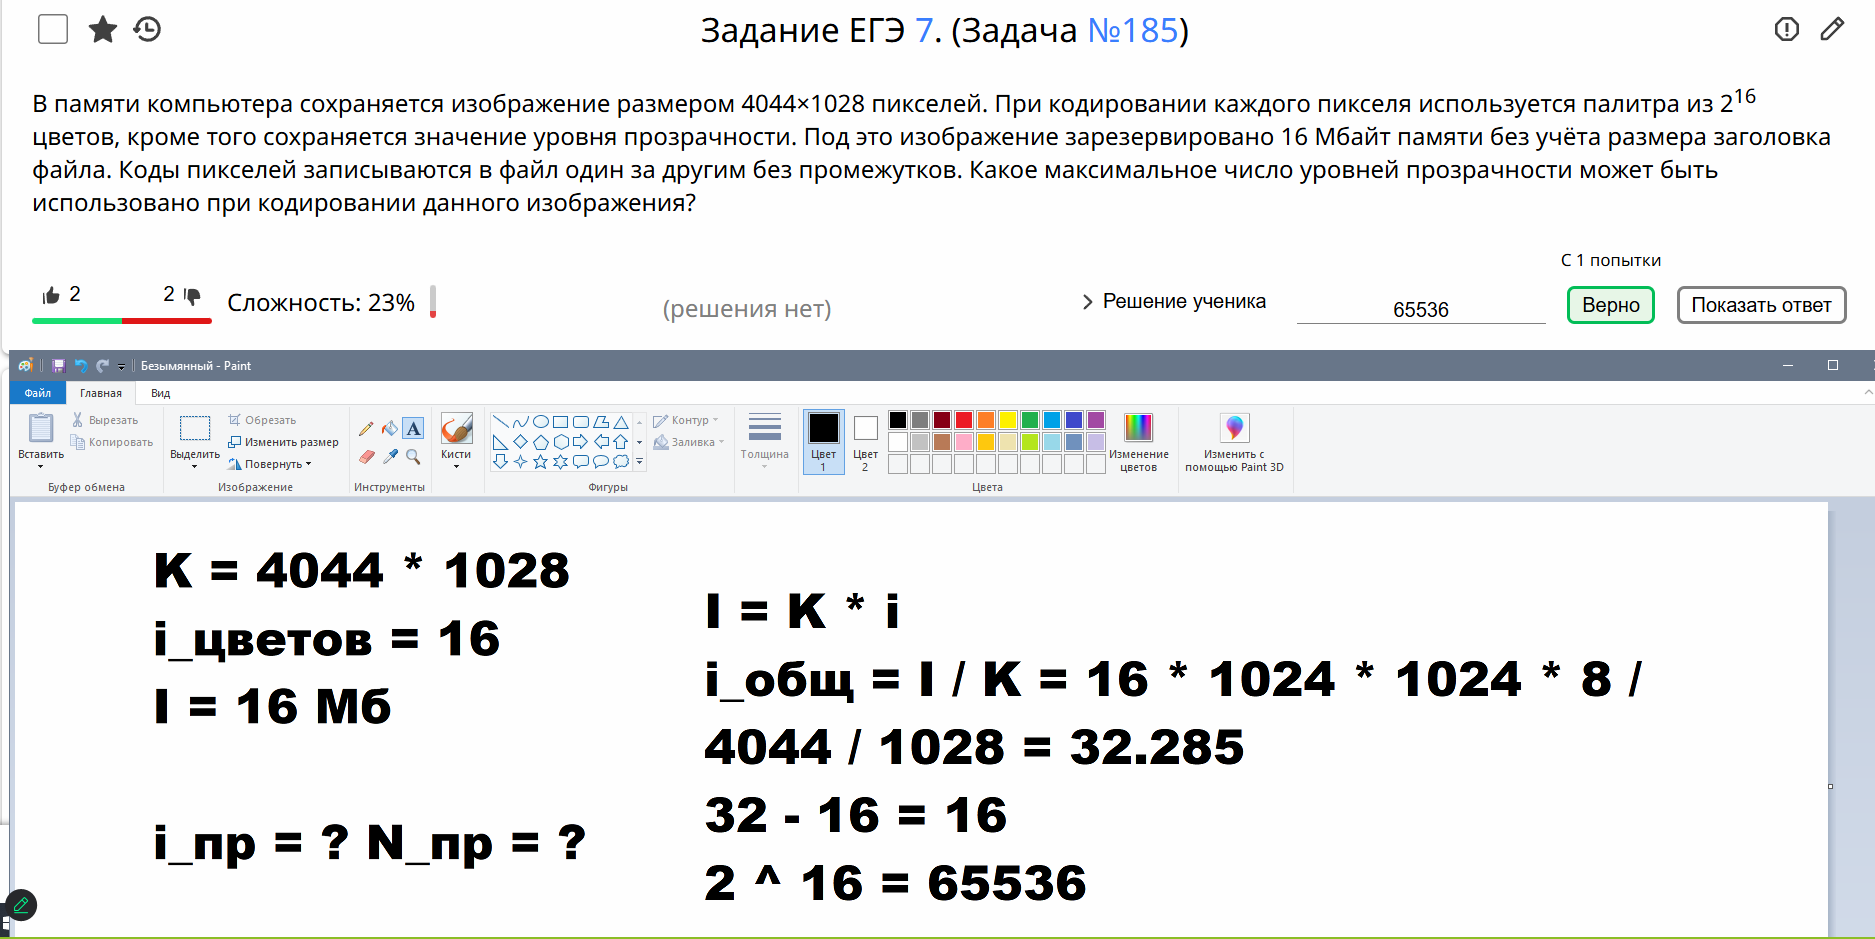 Задание ЕГЭ 7. (Задача №185)
В памяти компьютера сохраняется изображение размером 4044×1028 пикселей. При кодировании каждого пикселя используется палитра из 2^16
цветов, кроме того сохраняется значение уровня прозрачности. Под это изображение зарезервировано 16 Мбайт памяти без учёта размера заголовка
файла. Коды пикселей записываются в файл один за другим без промежутков. Какое максимальное число уровней прозрачности может быть
использовано при кодировании данного изображения?
С 1 попытки
2 2 Сложность: 23% (решения нет) Решение ученика 65536 Верно Показать ответ
Безымянный - Paint
Файл Главная Вид
Вставить
Вырезать
Копировать
Буфер обмена
Выделить
Обрезать
Изменить размер
Повернуть
Изображение
A
Инструменты
Кисти
Контур
Заливка
Фигуры
Толщина
Цвет
1
Цвет
2
Изменение
цветов
Цвета
Изменить с
помощью Paint 3D
K = 4044 * 1028
i_цветов = 16
I = 16 Мб
i_пр = ? N_пр = ?
I = K * i
i_общ = I / K = 16 * 1024 * 1024 * 8 /
4044 / 1028 = 32.285
32 - 16 = 16
2 ^ 16 = 65536